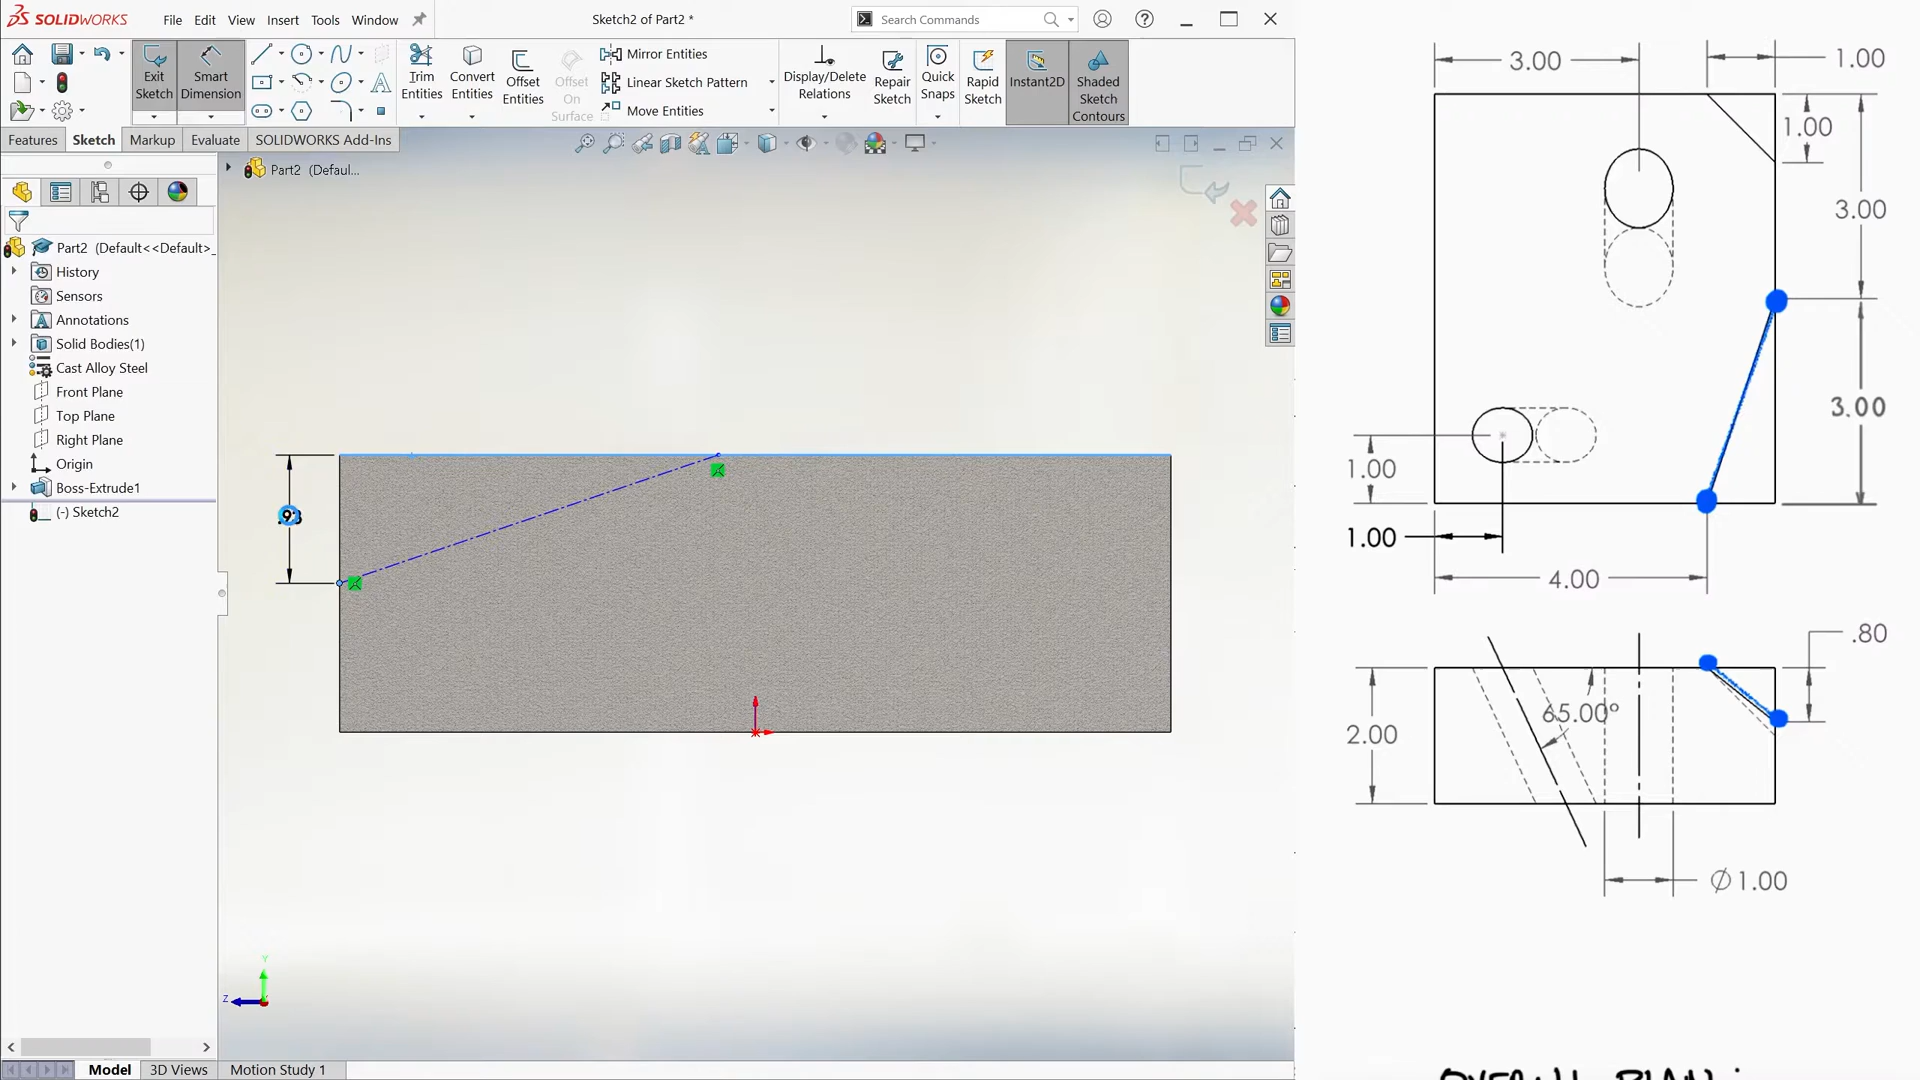 SOLIDWORKS
File Edit View Insert Tools Window
Sketch2 of Part2 *
Search Commands
Exit Sketch
Smart Dimension
Trim Entities
Convert Entities
Offset Entities
Offset On Surface
Mirror Entities
Linear Sketch Pattern
Move Entities
Display/Delete Relations
Repair Sketch
Quick Snaps
Rapid Sketch
Instant2D
Shaded Sketch Contours
Features Sketch Markup Evaluate SOLIDWORKS Add-Ins
Part2 (Defaul...
Part2 (Default<<Default>_
History
Sensors
Annotations
Solid Bodies(1)
Cast Alloy Steel
Front Plane
Top Plane
Right Plane
Origin
Boss-Extrude1
(-) Sketch2
Y
Z
Model 3D Views Motion Study 1
3.00
1.00
1.00
3.00
3.00
1.00
1.00
4.00
.80
65.00°
2.00
∅1.00